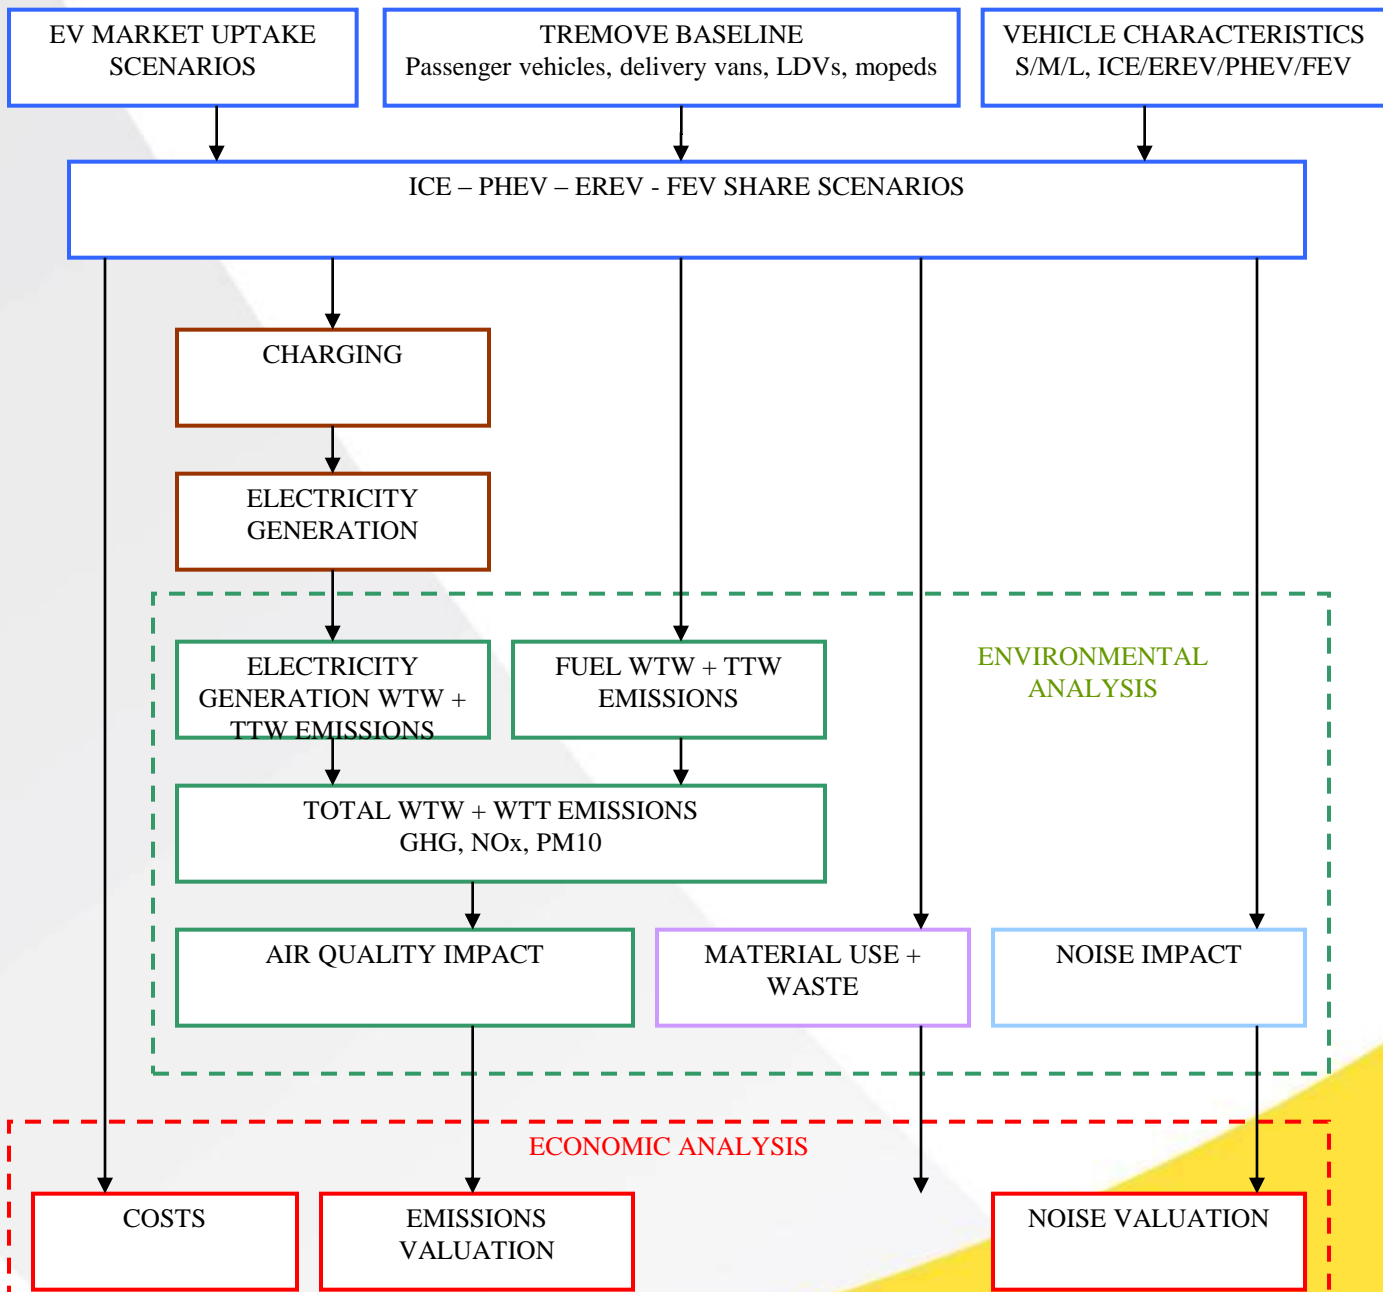 EV MARKET UPTAKE
SCENARIOS
TREMOVE BASELINE
Passenger vehicles, delivery vans, LDVs, mopeds
VEHICLE CHARACTERISTICS
S/M/L, ICE/EREV/PHEV/FEV
ICE – PHEV – EREV - FEV SHARE SCENARIOS
CHARGING
ELECTRICITY
GENERATION
ELECTRICITY
GENERATION WTW +
TTW EMISSIONS
FUEL WTW + TTW
EMISSIONS
ENVIRONMENTAL
ANALYSIS
TOTAL WTW + WTT EMISSIONS
GHG, NOx, PM10
AIR QUALITY IMPACT
MATERIAL USE +
WASTE
NOISE IMPACT
ECONOMIC ANALYSIS
COSTS
EMISSIONS
VALUATION
NOISE VALUATION